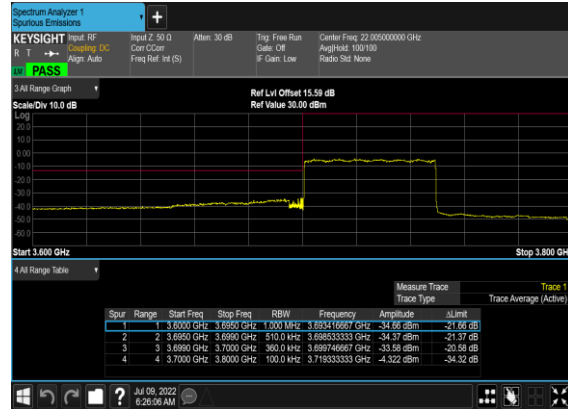 Spectrum Analyzer 1
Spurious Emissions
KEYSIGHT Input: RF Input Z: 50 Ω Atten: 30 dB Trig: Free Run Center Freq: 22.005000000 GHz
R T Coupling: DC Corr CCorr Gate: Off Avg|Hold: 100/100
Align: Auto Freq Ref: Int (S) IF Gain: Low Radio Std: None
PASS
3 All Range Graph
Ref Lvl Offset 15.59 dB
Scale/Div 10.0 dB Ref Value 30.00 dBm
Log
20.0
10.0
0.00
-10.0
-20.0
-30.0
-40.0
-50.0
-60.0
Start 3.600 GHz Stop 3.800 GH
4 All Range Table
Measure Trace Trace 1
Trace Type Trace Average (Active)
Spur Range Start Freq Stop Freq RBW Frequency Amplitude ΔLimit
1 1 3.6000 GHz 3.6950 GHz 1.000 MHz 3.693416667 GHz -34.66 dBm -21.66 dB
2 2 3.6950 GHz 3.6990 GHz 510.0 kHz 3.698533333 GHz -34.37 dBm -21.37 dB
3 3 3.6990 GHz 3.7000 GHz 360.0 kHz 3.699746667 GHz -33.58 dBm -20.58 dB
4 4 3.7000 GHz 3.8000 GHz 100.0 kHz 3.719333333 GHz -4.322 dBm -34.32 dB
Jul 09, 2022
6:26:06 AM